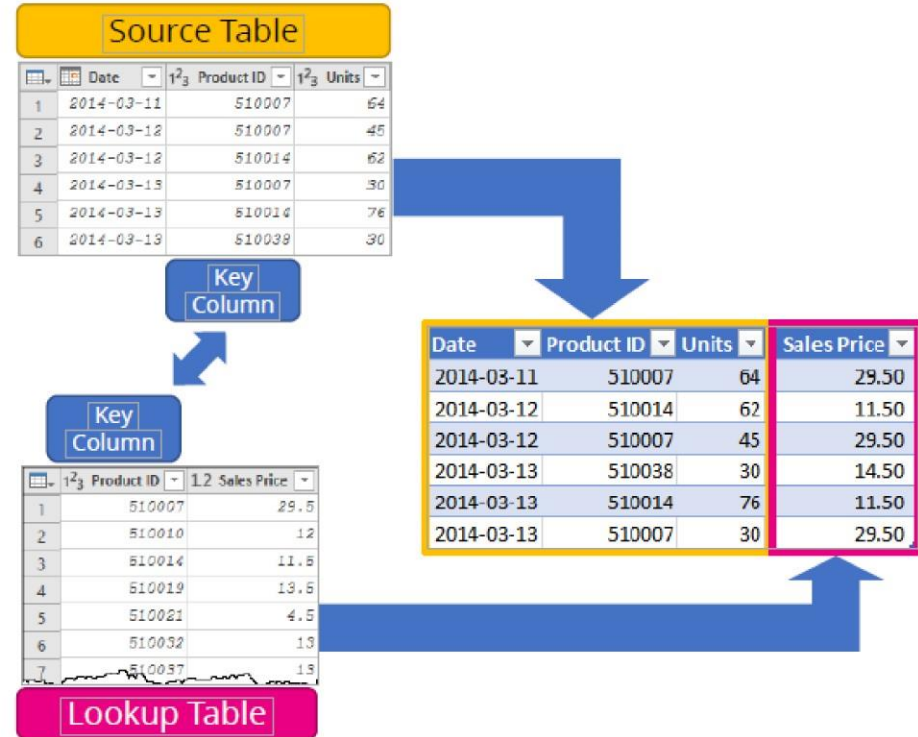 Source Table
Date 1²3 Product ID 1²3 Units
1 2014-03-11 510007 64
2 2014-03-12 510007 45
3 2014-03-12 510014 62
4 2014-03-13 510007 30
5 2014-03-13 510014 76
6 2014-03-13 510038 30
Key
Column
Key
Column
1²3 Product ID 1.2 Sales Price
1 510007 29.5
2 510010 12
3 510014 11.5
4 510019 13.5
5 510021 4.5
6 510032 13
7 510037 13
Lookup Table
Date Product ID Units Sales Price
2014-03-11 510007 64 29.50
2014-03-12 510014 62 11.50
2014-03-12 510007 45 29.50
2014-03-13 510038 30 14.50
2014-03-13 510014 76 11.50
2014-03-13 510007 30 29.50